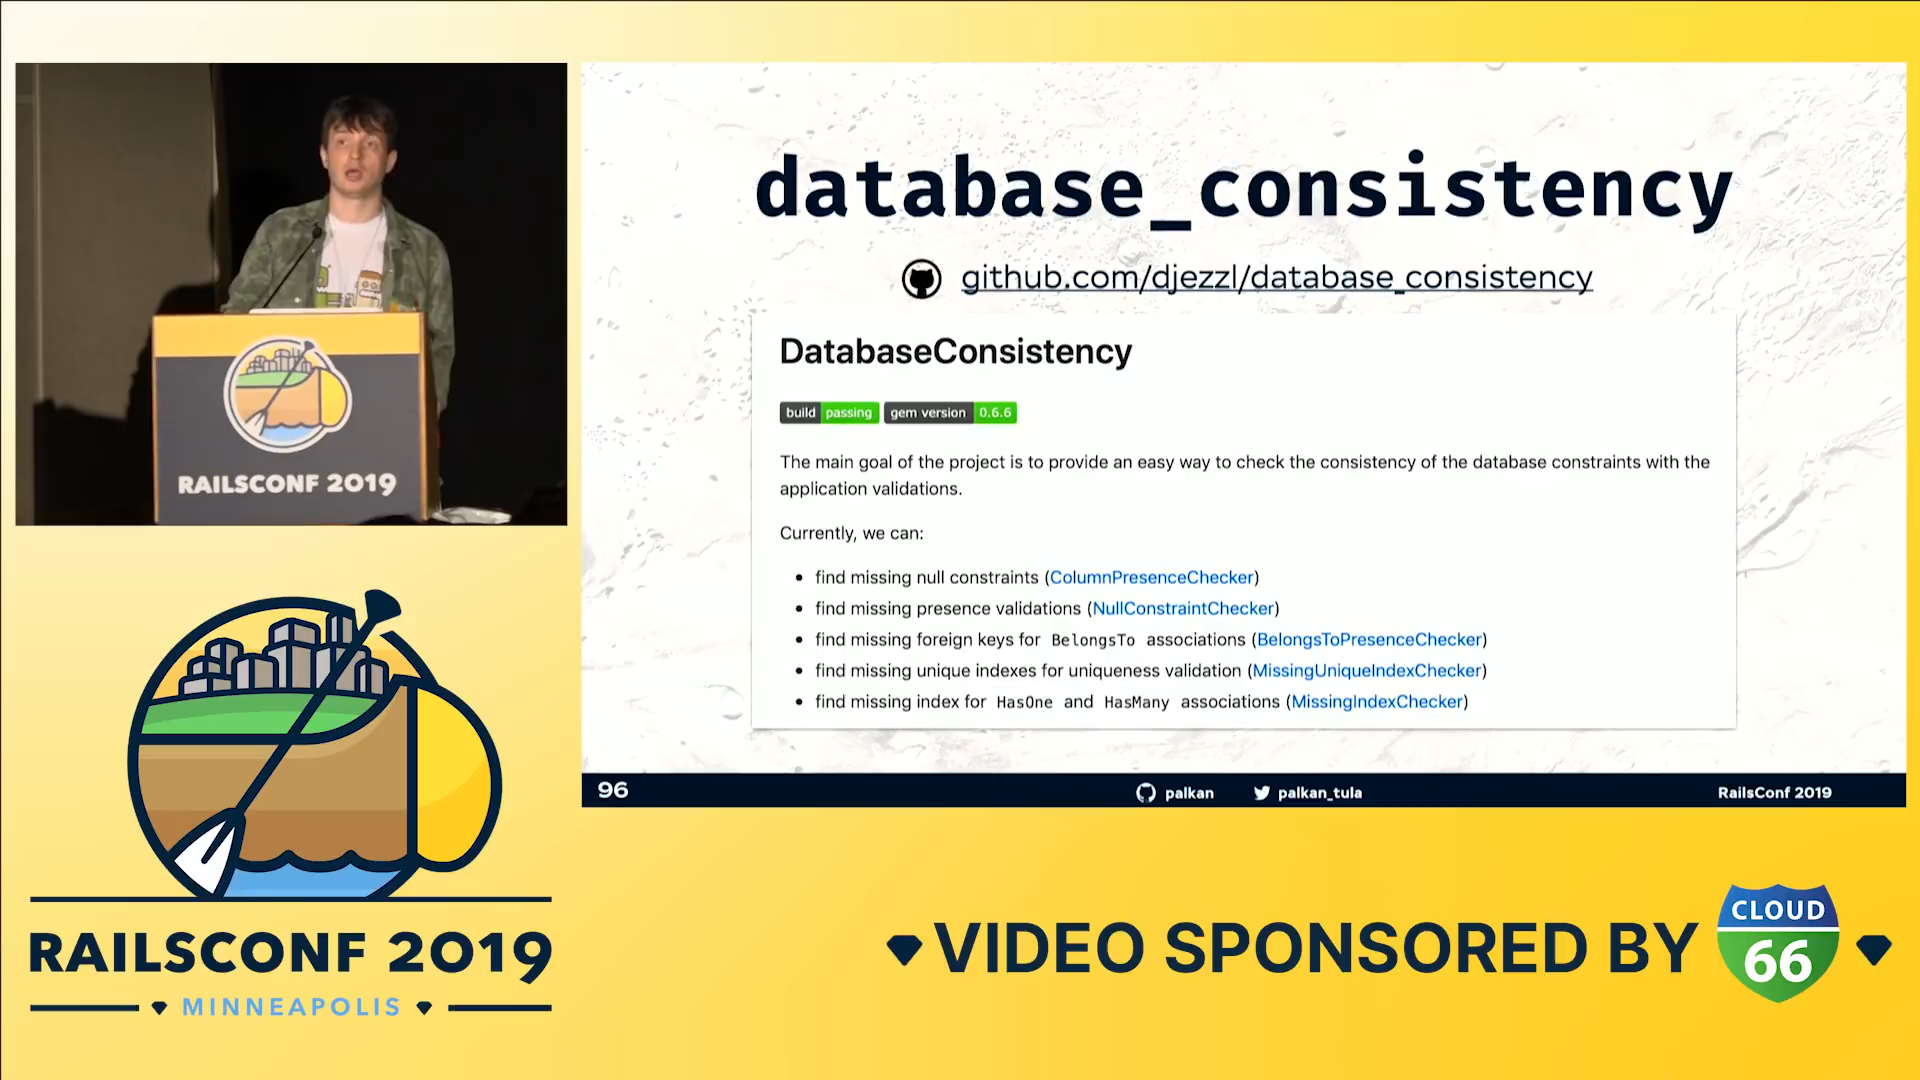 database_consistency
github.com/djezzl/database_consistency
DatabaseConsistency
build passing gem version 0.6.6
The main goal of the project is to provide an easy way to check the consistency of the database constraints with the
application validations.
Currently, we can:
• find missing null constraints (ColumnPresenceChecker)
• find missing presence validations (NullConstraintChecker)
• find missing foreign keys for BelongsTo associations (BelongsToPresenceChecker)
• find missing unique indexes for uniqueness validation (MissingUniqueIndexChecker)
• find missing index for HasOne and HasMany associations (MissingIndexChecker)
96 palkan palkan_tula RailsConf 2019
RAILSCONF 2019
RAILSCONF 2019
MINNEAPOLIS
VIDEO SPONSORED BY CLOUD 66